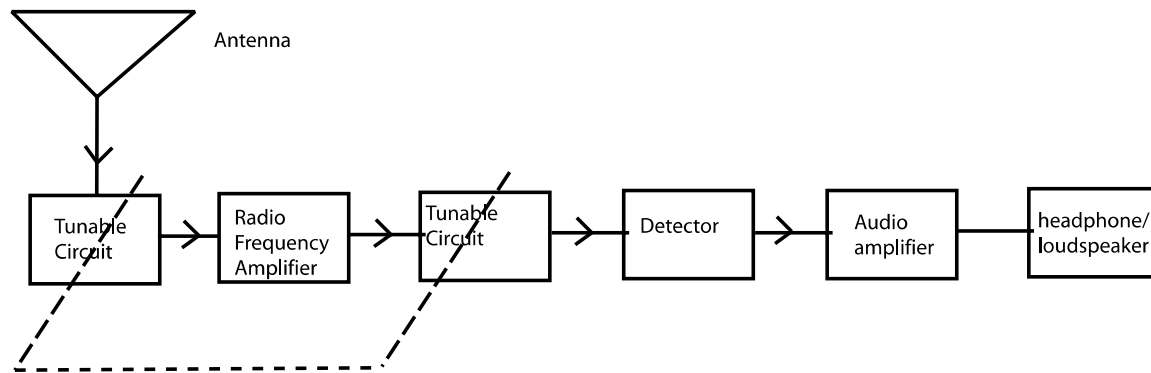 Antenna
Tunable
Circuit
Radio
Frequency
Amplifier
Tunable
Circuit
Detector
Audio
amplifier
headphone/
loudspeaker